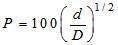 P = 100(d/D)^{1/2}